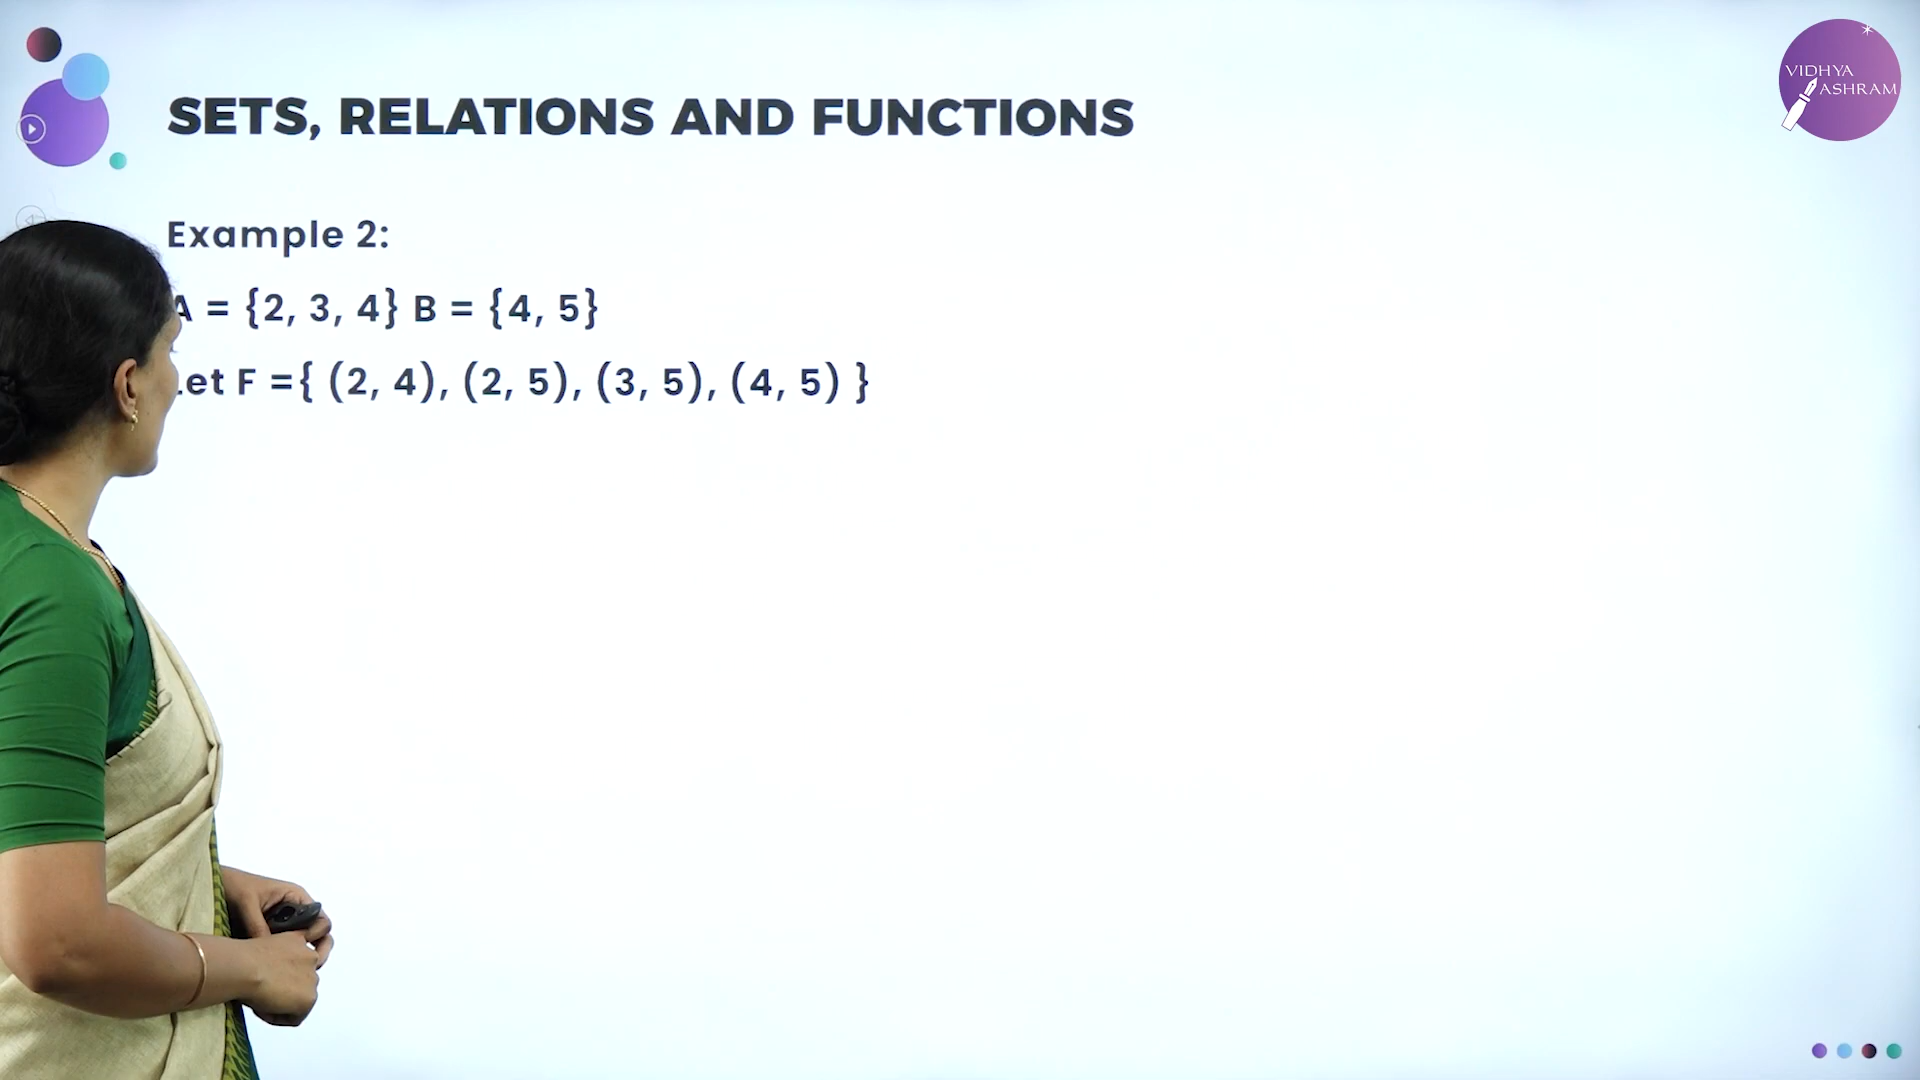 VIDHYA
ASHRAM
SETS, RELATIONS AND FUNCTIONS
Example 2:
A = {2, 3, 4} B = {4, 5}
Let F ={ (2, 4), (2, 5), (3, 5), (4, 5) }